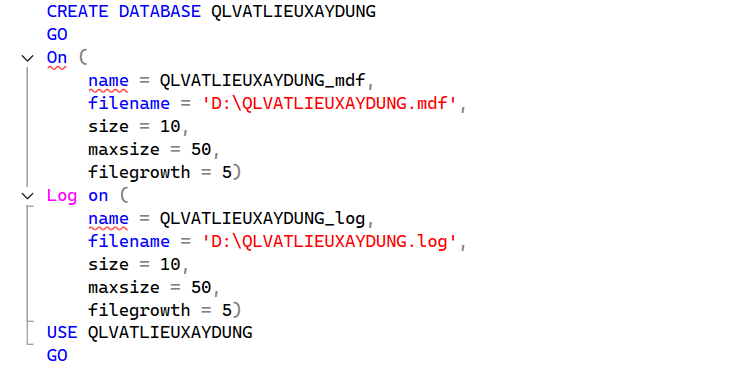 CREATE DATABASE QLVATLIEUXAYDUNG
GO
On (
    name = QLVATLIEUXAYDUNG_mdf,
    filename = 'D:\QLVATLIEUXAYDUNG.mdf',
    size = 10,
    maxsize = 50,
    filegrowth = 5)
Log on (
    name = QLVATLIEUXAYDUNG_log,
    filename = 'D:\QLVATLIEUXAYDUNG.log',
    size = 10,
    maxsize = 50,
    filegrowth = 5)
USE QLVATLIEUXAYDUNG
GO